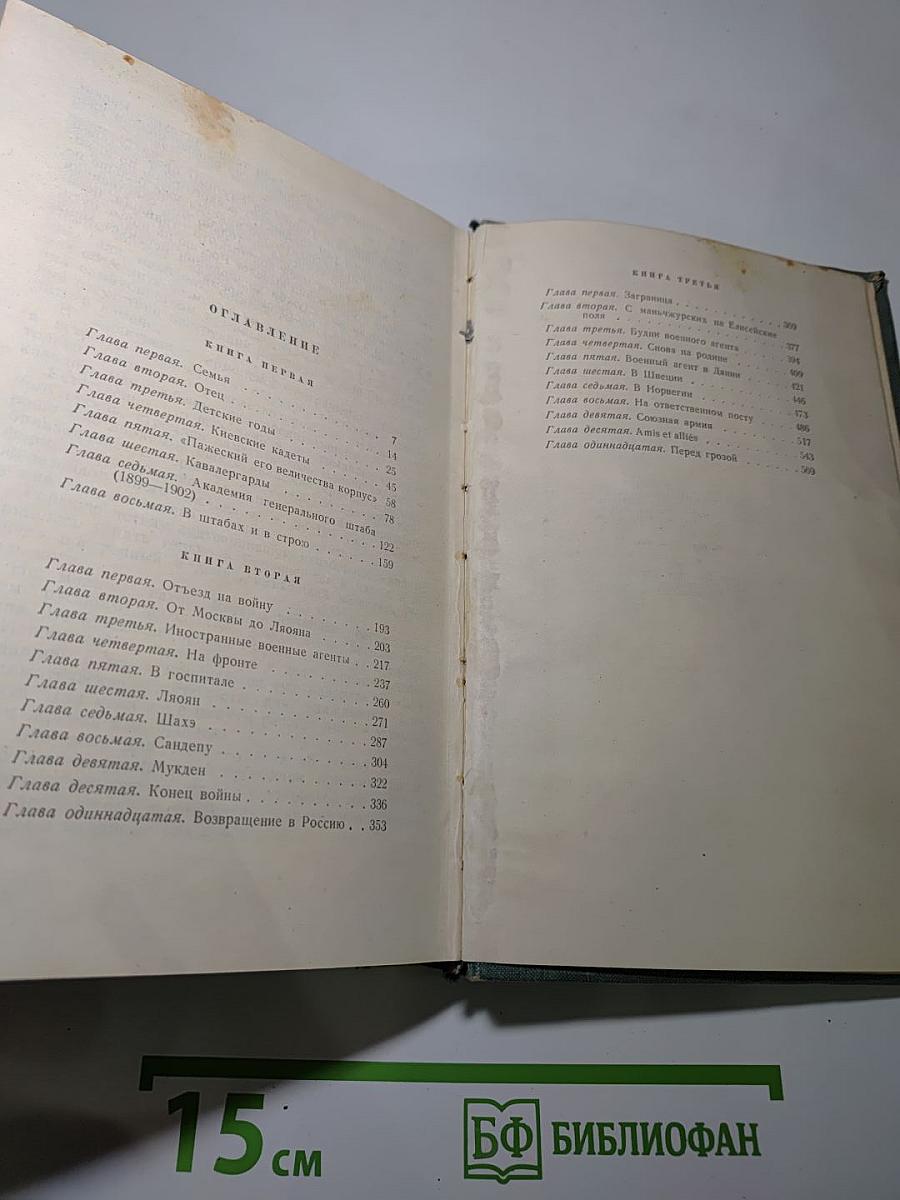 ОГЛАВЛЕНИЕ
КНИГА ПЕРВАЯ
Глава первая. Семья . . . . . . . . . . . 7
Глава вторая. Отец . . . . . . . . . . . 14
Глава третья. Детские годы . . . . . . . . 25
Глава четвертая. Киевские кадеты . . . . . . 45
Глава пятая. «Пажеский его величества корпус» 58
Глава шестая. Кавалергарды . . . . . . . . 78
Глава седьмая. Академия генерального штаба
(1899—1902) . . . . . . . . . . . . . 122
Глава восьмая. В штабах и в строю . . . . . . 159
КНИГА ВТОРАЯ
Глава первая. Отъезд на войну . . . . . . . 193
Глава вторая. От Москвы до Ляояна . . . . . 203
Глава третья. Иностранные военные агенты . . 217
Глава четвертая. На фронте . . . . . . . . 237
Глава пятая. В госпитале . . . . . . . . . 260
Глава шестая. Ляоян . . . . . . . . . . . 271
Глава седьмая. Шахэ . . . . . . . . . . . 287
Глава восьмая. Сандепу . . . . . . . . . . 304
Глава девятая. Мукден . . . . . . . . . . 322
Глава десятая. Конец войны . . . . . . . . 336
Глава одиннадцатая. Возвращение в Россию . . 353
КНИГА ТРЕТЬЯ
Глава первая. Заграница . . . . . . . . . 369
Глава вторая. С маньчжурских на Елисейские
поля . . . . . . . . . . . . . . . 377
Глава третья. Будни военного агента . . . . . 394
Глава четвертая. Снова на родине . . . . . . 409
Глава пятая. Военный агент в Дании . . . . . 421
Глава шестая. В Швеции . . . . . . . . . . 446
Глава седьмая. В Норвегии . . . . . . . . . 473
Глава восьмая. На ответственном посту . . . . 486
Глава девятая. Союзная армия . . . . . . . 517
Глава десятая. Amis et alliés . . . . . . . . 543
Глава одиннадцатая. Перед грозой . . . . . . 569
15 см
БФ БИБЛИОФАН